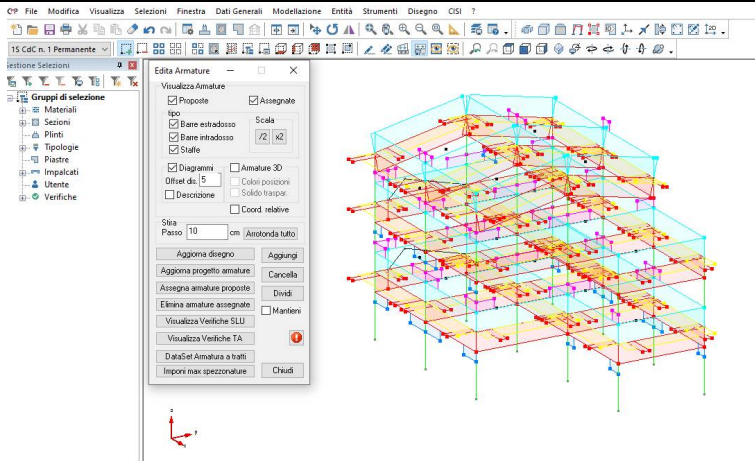 File Modifica Visualizza Selezioni Finestra Dati Generali Modellazione Entità Strumenti Disegno CISI ?
1S CdC n. 1 Permanente
estione Selezioni
Gruppi di selezione
Materiali
Sezioni
Plinti
Tipologie
Piastre
Impalcati
Utente
Verifiche
Edita Armature
Visualizza Armature
Proposte Assegnate
tipo
Barre estradosso
Barre intradosso
Staffe
Scala
/2 x2
Diagrammi Armature 3D
Offset dis. 5 Colori posizioni
Solido traspar.
Descrizione
Coord. relative
Stira
Passo 10 cm Arrotonda tutto
Aggiorna disegno Aggiungi
Aggiorna progetto armature Cancella
Assegna armature proposte Dividi
Elimina armature assegnate Mantieni
Visualizza Verifiche SLU
Visualizza Verifiche TA
DataSet Armatura a tratti
Imponi max spezzonature Chiudi